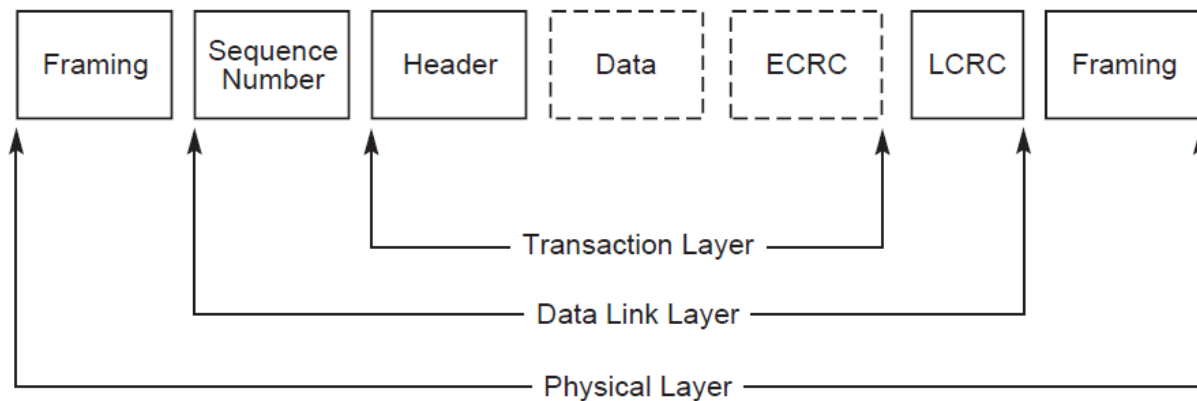 Framing
Sequence
Number
Header
Data
ECRC
LCRC
Framing
Transaction Layer
Data Link Layer
Physical Layer